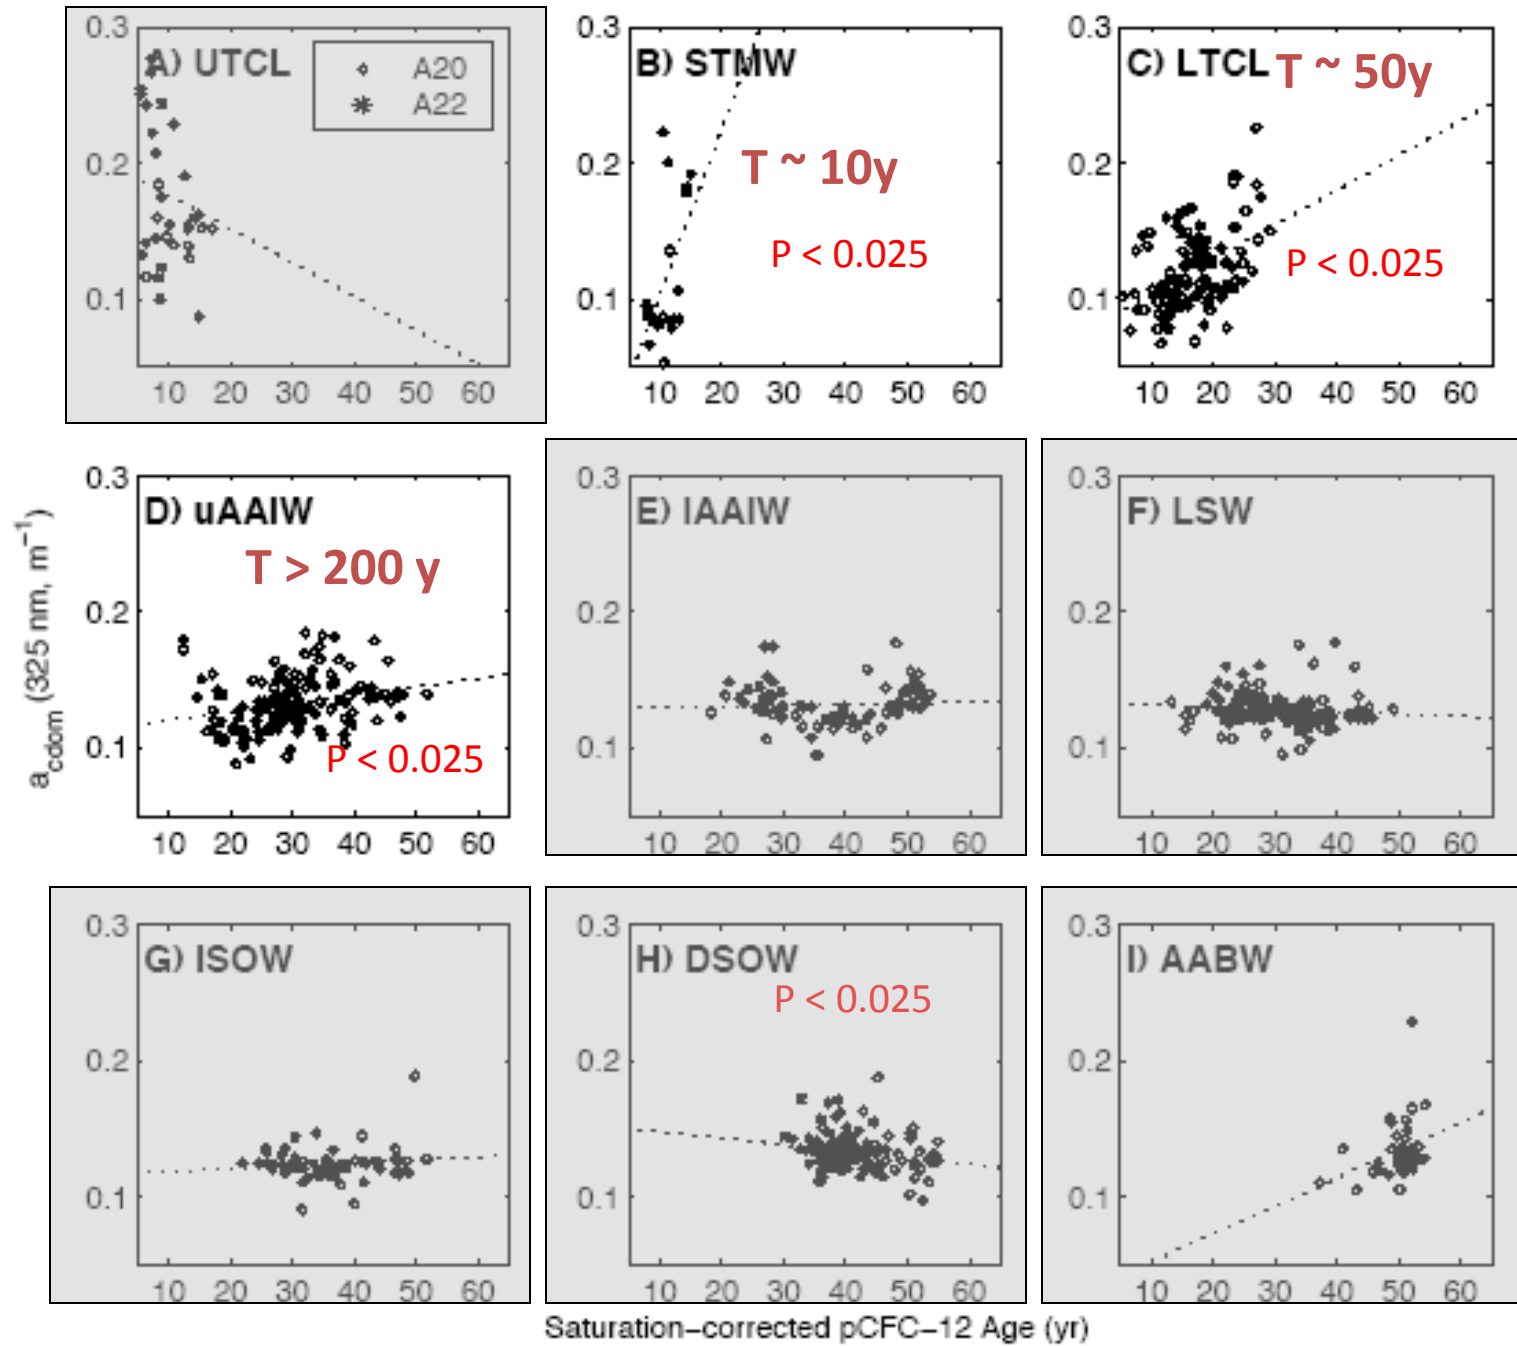 0.3
A) UTCL
A20
A22
0.2
0.1
10 20 30 40 50 60
0.3
B) STMW
T ~ 10y
0.2
P < 0.025
0.1
10 20 30 40 50 60
0.3
C) LTCL T ~ 50y
0.2
P < 0.025
0.1
10 20 30 40 50 60
a_cdom (325 nm, m⁻¹)
0.3
D) uAAIW
T > 200 y
0.2
0.1
P < 0.025
10 20 30 40 50 60
0.3
E) lAAIW
0.2
0.1
10 20 30 40 50 60
0.3
F) LSW
0.2
0.1
10 20 30 40 50 60
0.3
G) ISOW
0.2
0.1
10 20 30 40 50 60
0.3
H) DSOW
P < 0.025
0.2
0.1
10 20 30 40 50 60
0.3
I) AABW
0.2
0.1
10 20 30 40 50 60
Saturation−corrected pCFC−12 Age (yr)